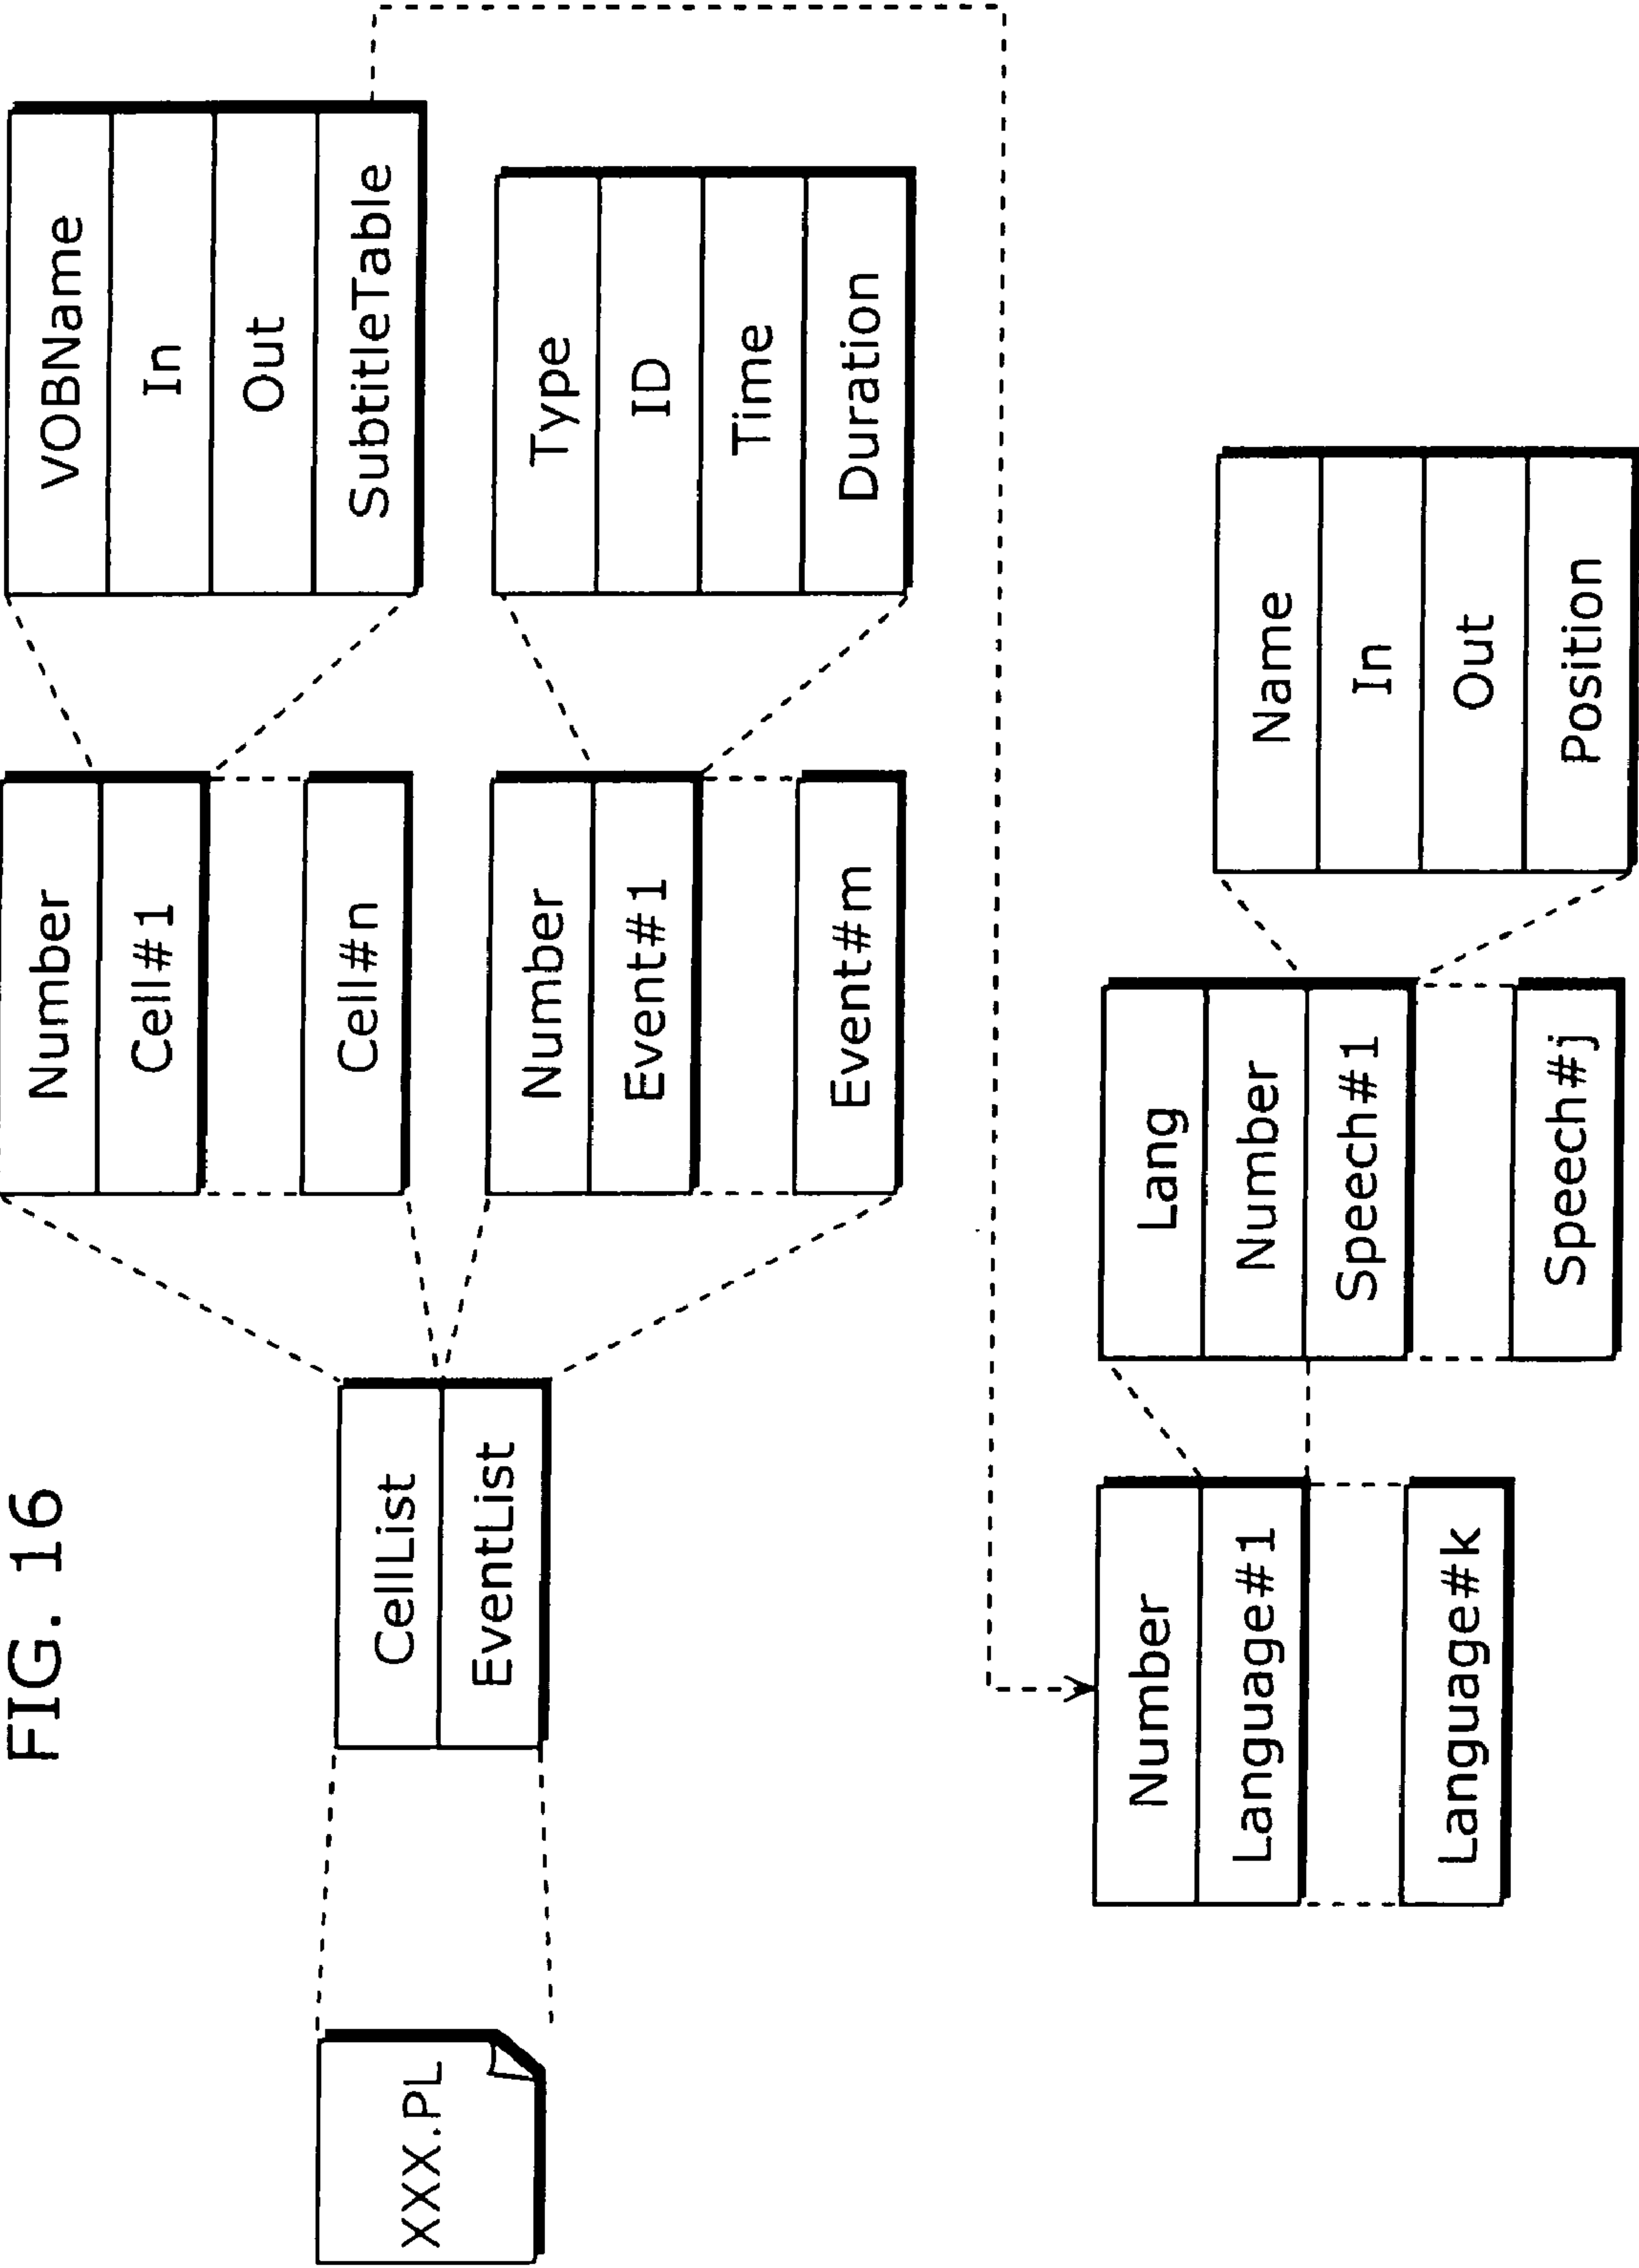 FIG. 16
XXX.PL
CellList
EventList
Number
Cell#1
Cell#n
Number
Event#1
Event#m
VOBName
In
Out
SubtitleTable
Type
ID
Time
Duration
Number
Language#1
Language#k
Lang
Number
Speech#1
Speech#j
Name
In
Out
Position